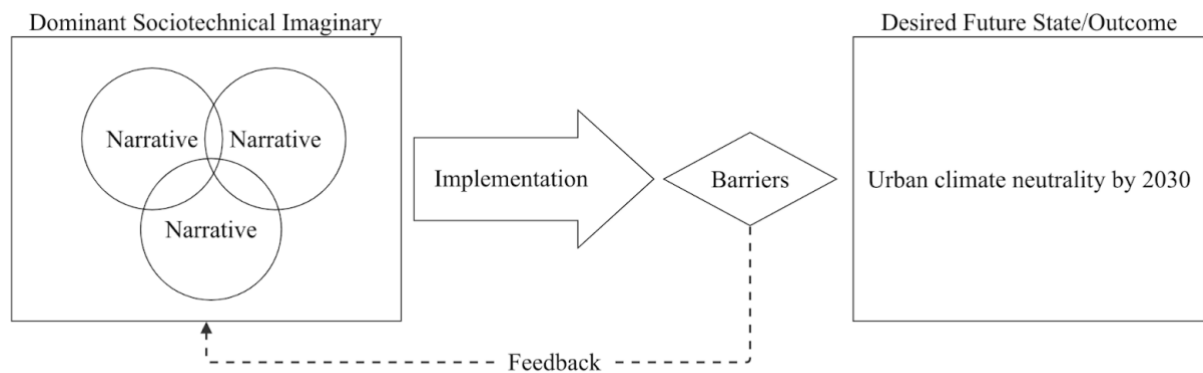 Dominant Sociotechnical Imaginary
Desired Future State/Outcome
Narrative
Narrative
Narrative
Implementation
Barriers
Urban climate neutrality by 2030
Feedback